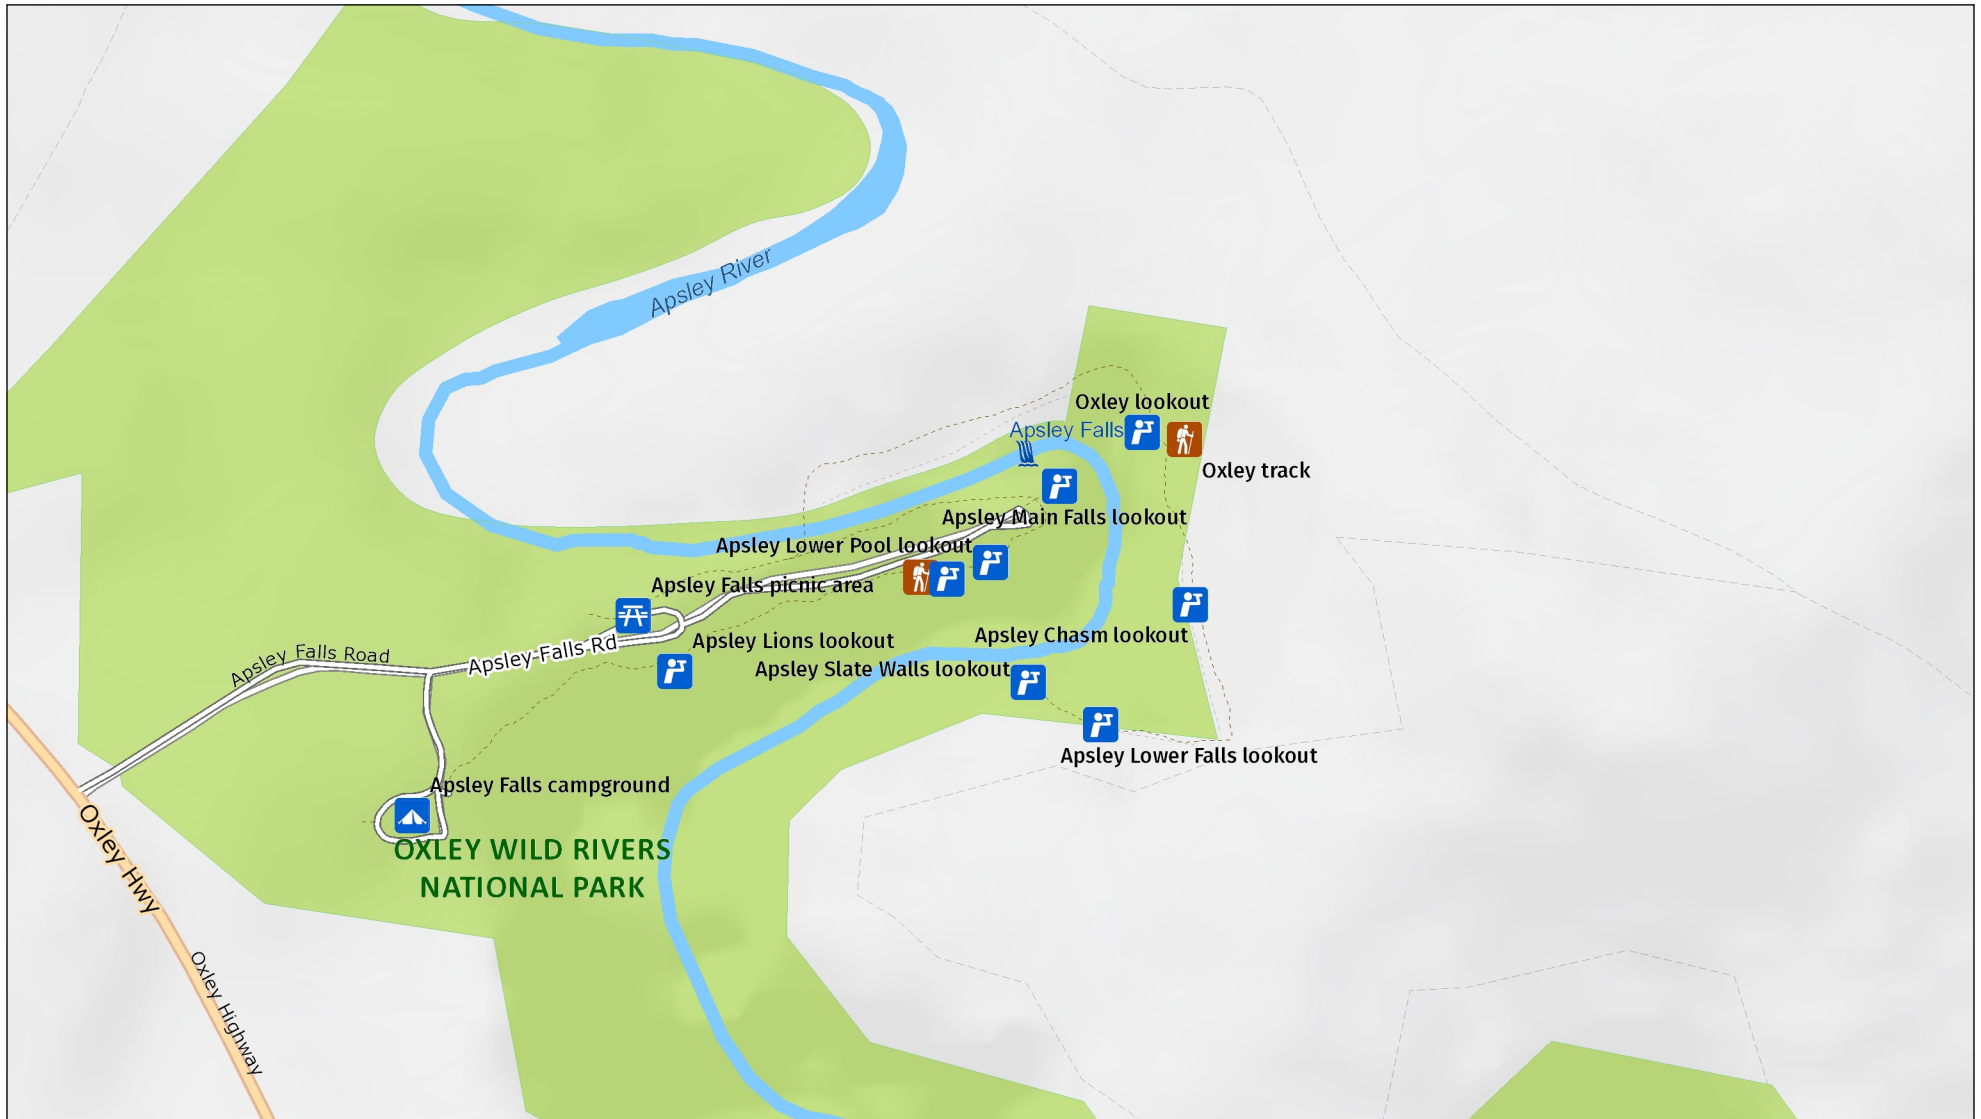 Apsley River
Oxley lookout
Apsley Falls
Oxley track
Apsley Main Falls lookout
Apsley Lower Pool lookout
Apsley Falls picnic area
Apsley Chasm lookout
Apsley Lions lookout
Apsley Falls Rd
Apsley Falls Road
Apsley Slate Walls lookout
Apsley Lower Falls lookout
Apsley Falls campground
OXLEY WILD RIVERS
NATIONAL PARK
Oxley Hwy
Oxley Highway